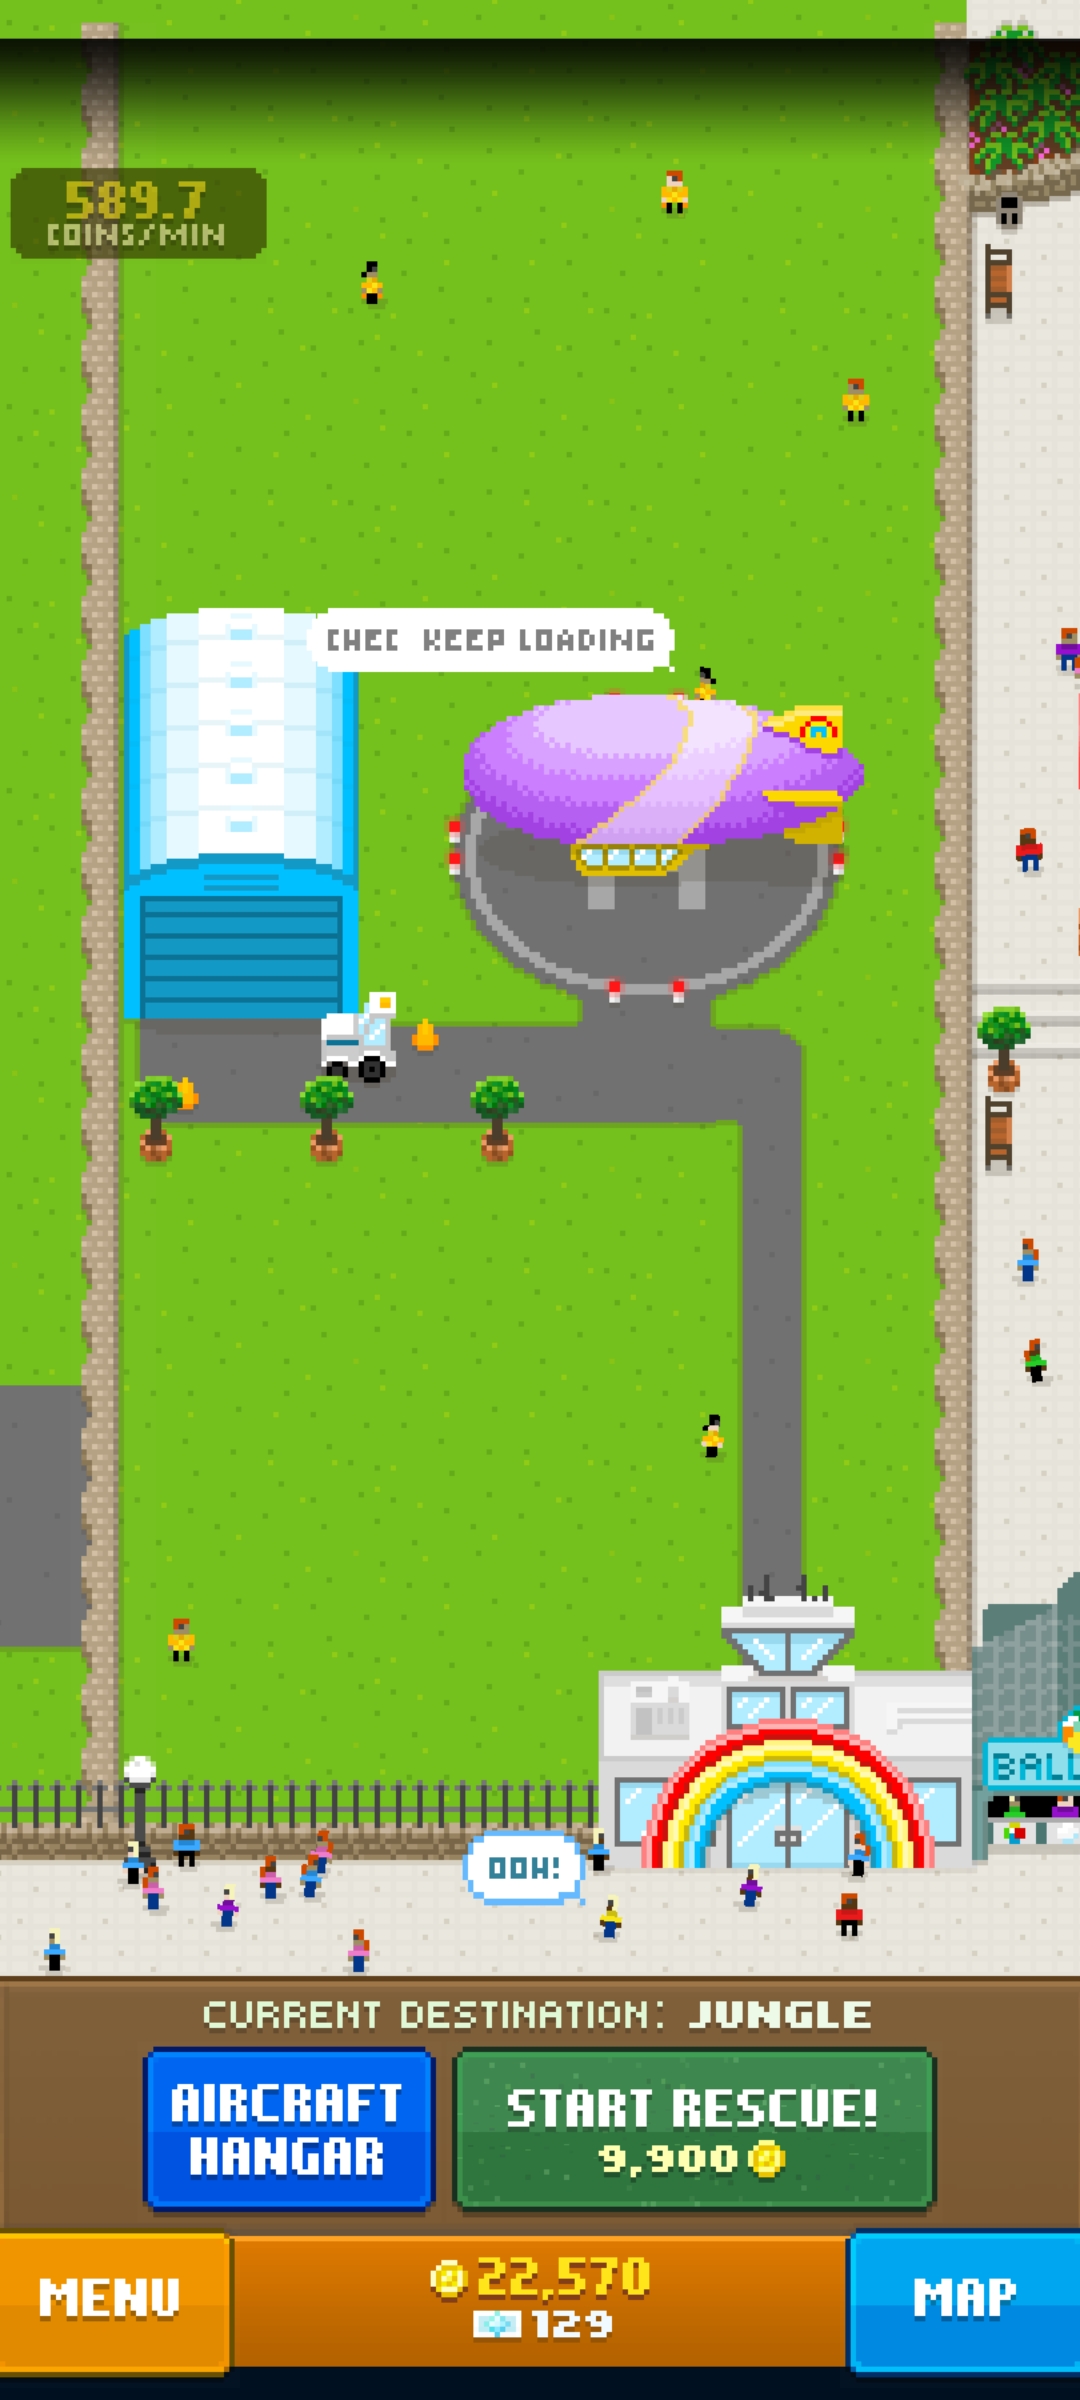 589.7
COINS/MIN
CHEC KEEP LOADING
BALL
OOH!
CURRENT DESTINATION: JUNGLE
AIRCRAFT
HANGAR
START RESCUE!
9,900
MENU
22,570
129
MAP